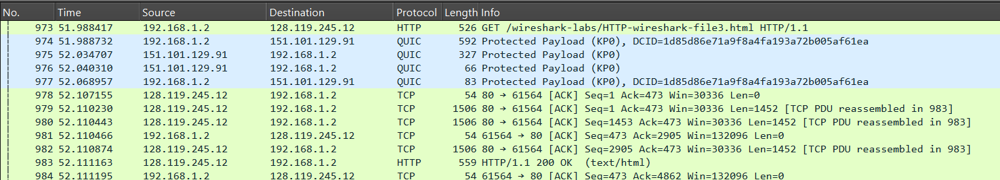 No. Time Source Destination Protocol Length Info
973 51.988417 192.168.1.2 128.119.245.12 HTTP 526 GET /wireshark-labs/HTTP-wireshark-file3.html HTTP/1.1
974 51.988732 192.168.1.2 151.101.129.91 QUIC 592 Protected Payload (KP0), DCID=1d85d86e71a9f8a4fa193a72b005af61ea
975 52.034707 151.101.129.91 192.168.1.2 QUIC 327 Protected Payload (KP0)
976 52.040310 151.101.129.91 192.168.1.2 QUIC 66 Protected Payload (KP0)
977 52.068957 192.168.1.2 151.101.129.91 QUIC 83 Protected Payload (KP0), DCID=1d85d86e71a9f8a4fa193a72b005af61ea
978 52.107155 128.119.245.12 192.168.1.2 TCP 54 80 → 61564 [ACK] Seq=1 Ack=473 Win=30336 Len=0
979 52.110230 128.119.245.12 192.168.1.2 TCP 1506 80 → 61564 [ACK] Seq=1 Ack=473 Win=30336 Len=1452 [TCP PDU reassembled in 983]
980 52.110443 128.119.245.12 192.168.1.2 TCP 1506 80 → 61564 [ACK] Seq=1453 Ack=473 Win=30336 Len=1452 [TCP PDU reassembled in 983]
981 52.110466 192.168.1.2 128.119.245.12 TCP 54 61564 → 80 [ACK] Seq=473 Ack=2905 Win=132096 Len=0
982 52.110874 128.119.245.12 192.168.1.2 TCP 1506 80 → 61564 [ACK] Seq=2905 Ack=473 Win=30336 Len=1452 [TCP PDU reassembled in 983]
983 52.111163 128.119.245.12 192.168.1.2 HTTP 559 HTTP/1.1 200 OK (text/html)
984 52.111195 192.168.1.2 128.119.245.12 TCP 54 61564 → 80 [ACK] Seq=473 Ack=4862 Win=132096 Len=0